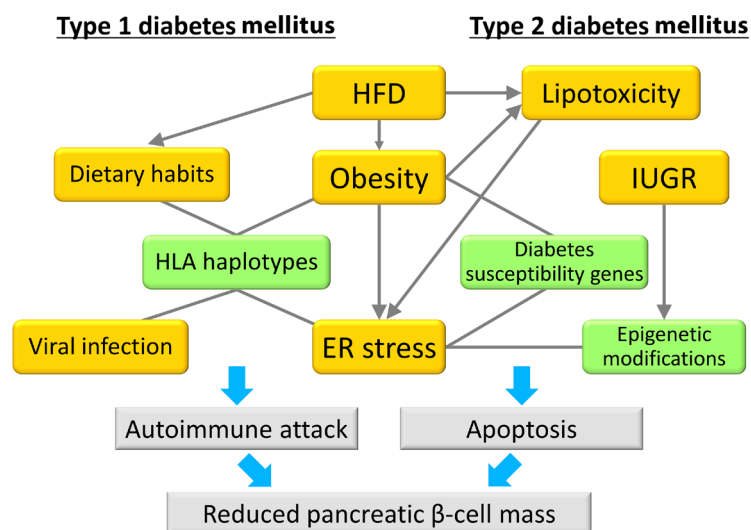 Type 1 diabetes mellitus
Type 2 diabetes mellitus
HFD
Lipotoxicity
Dietary habits
Obesity
IUGR
HLA haplotypes
Diabetes
susceptibility genes
Viral infection
ER stress
Epigenetic
modifications
Autoimmune attack
Apoptosis
Reduced pancreatic β-cell mass